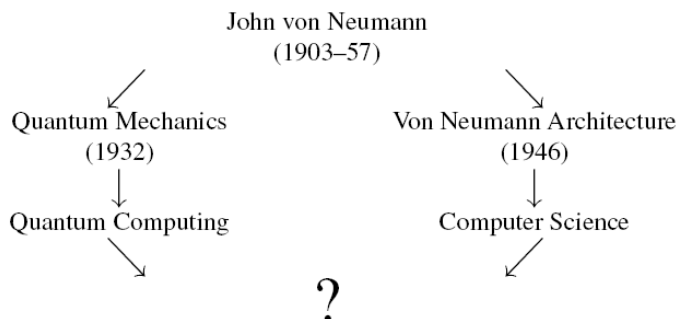 John von Neumann
(1903–57)
Quantum Mechanics
(1932)
Von Neumann Architecture
(1946)
Quantum Computing
Computer Science
?